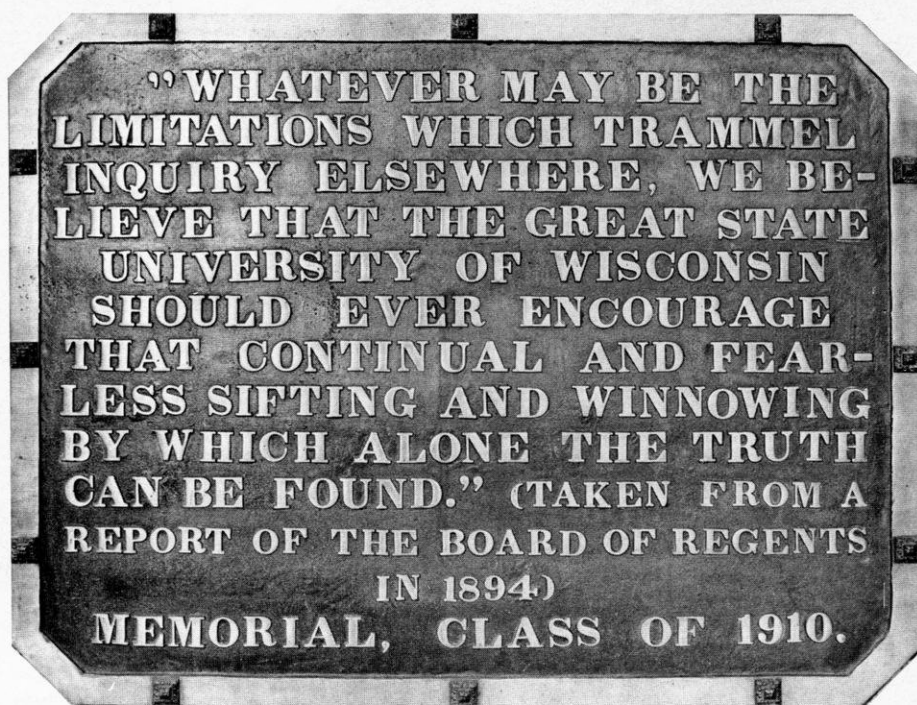 "WHATEVER MAY BE THE
LIMITATIONS WHICH TRAMMEL
INQUIRY ELSEWHERE, WE BE-
LIEVE THAT THE GREAT STATE
UNIVERSITY OF WISCONSIN
SHOULD EVER ENCOURAGE
THAT CONTINUAL AND FEAR-
LESS SIFTING AND WINNOWING
BY WHICH ALONE THE TRUTH
CAN BE FOUND." (TAKEN FROM A
REPORT OF THE BOARD OF REGENTS
IN 1894)
MEMORIAL, CLASS OF 1910.